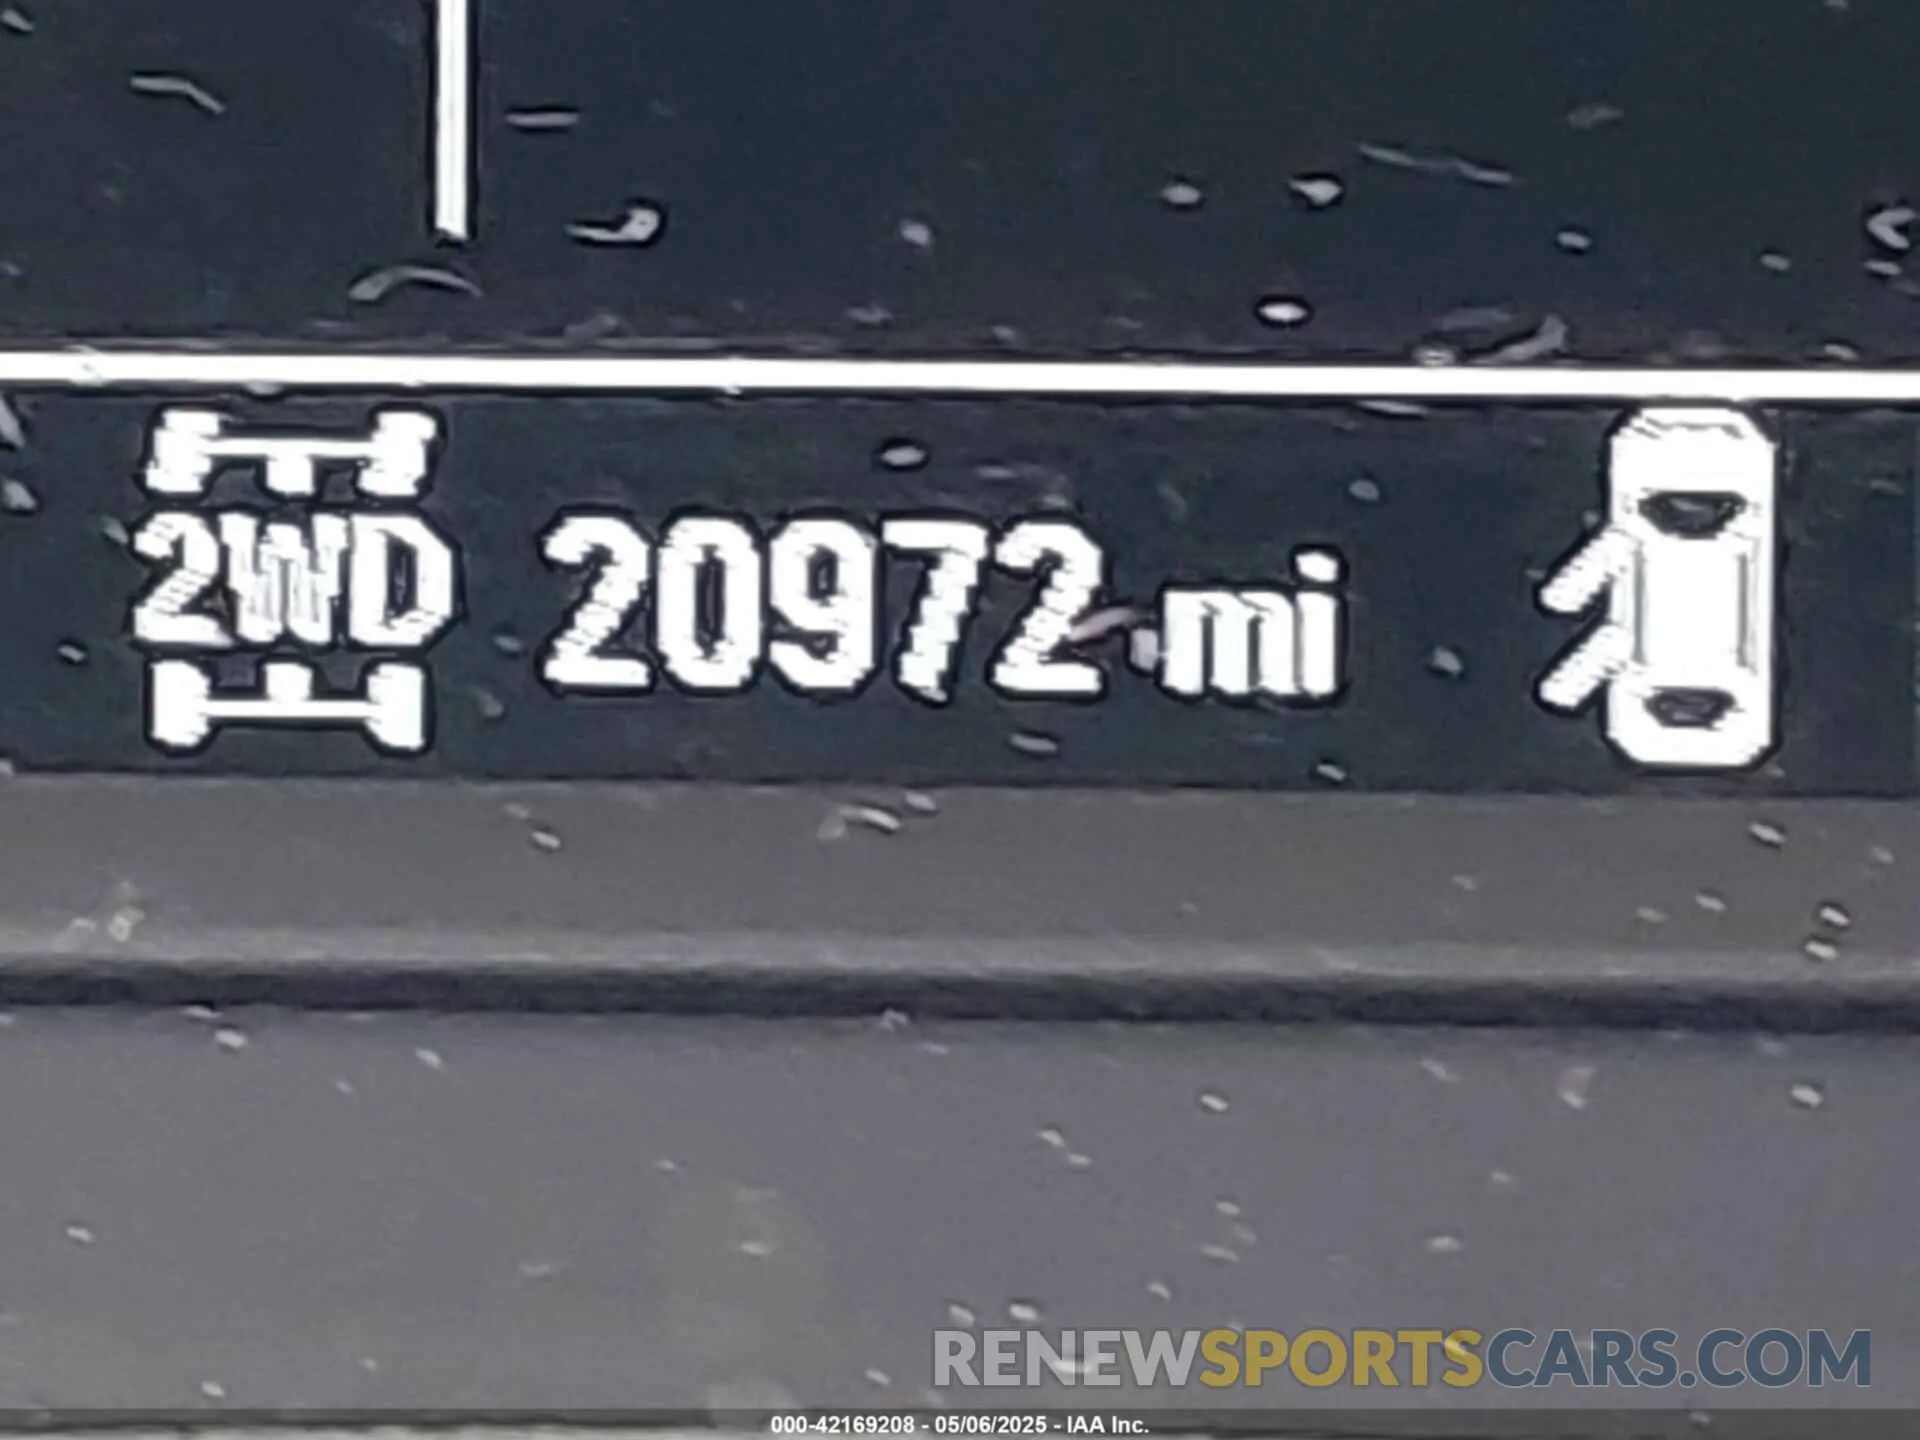 2WD 20972 mi
RENEWSPORTSCARS.COM
000-42169208 - 05/06/2025 - IAA Inc.